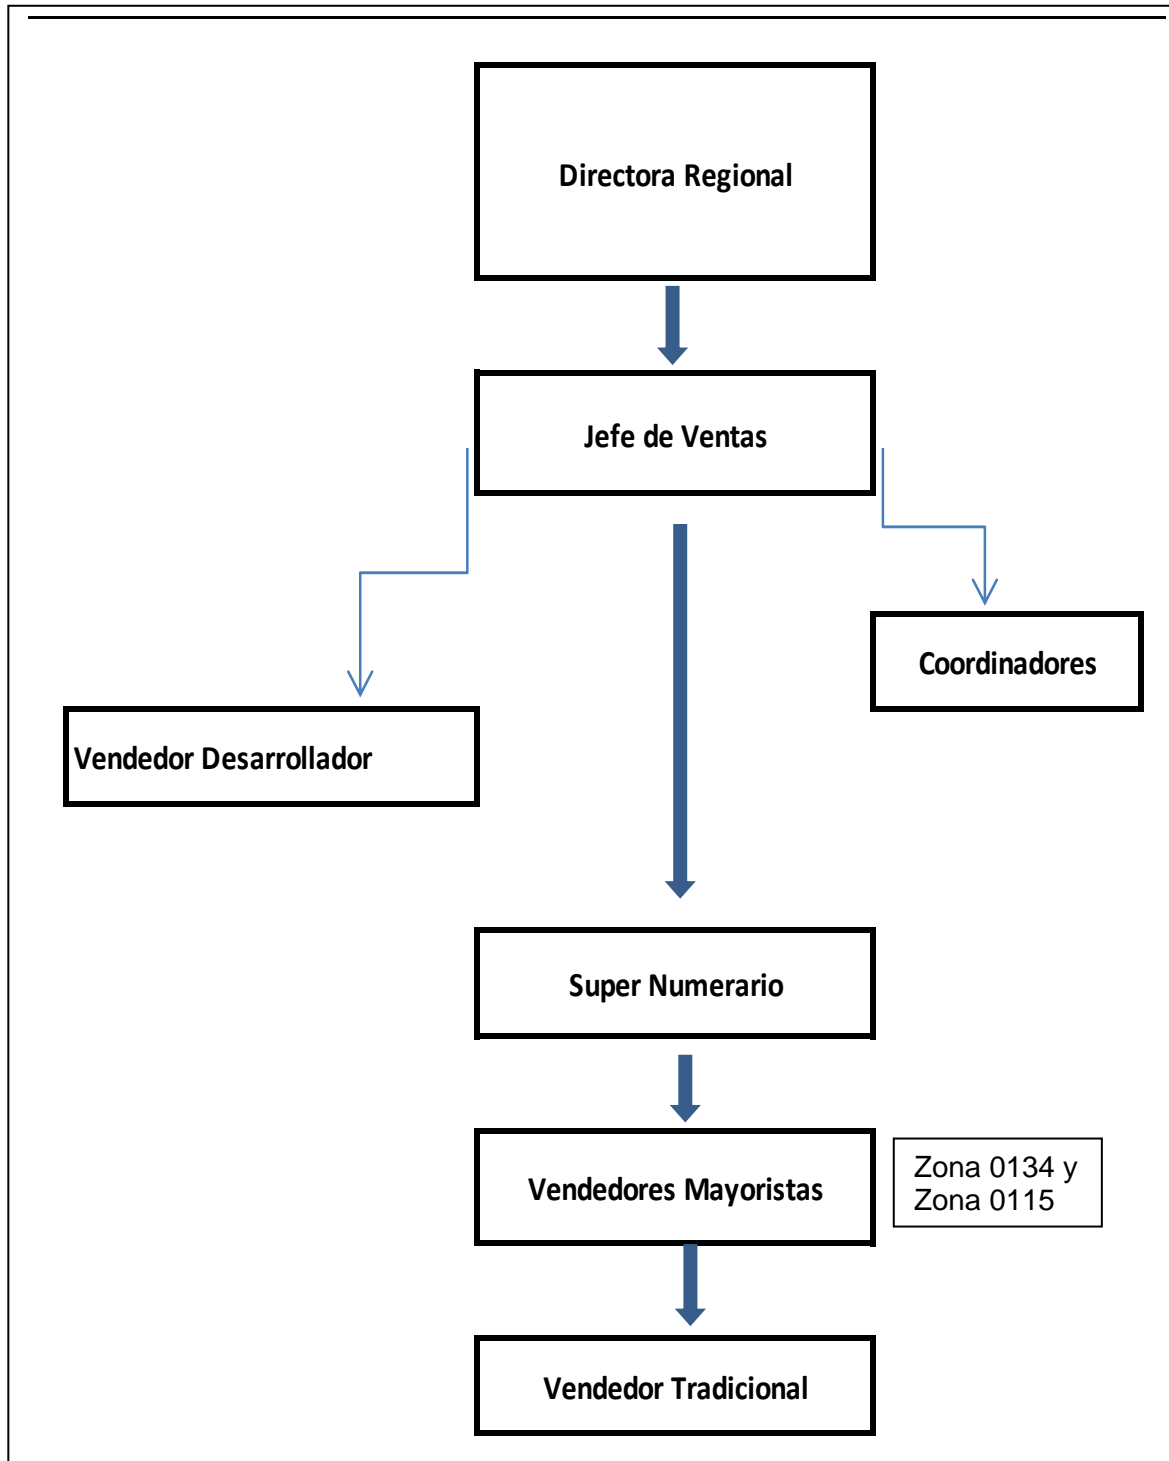 Directora Regional
Jefe de Ventas
Coordinadores
Vendedor Desarrollador
Super Numerario
Vendedores Mayoristas
Zona 0134 y
Zona 0115
Vendedor Tradicional